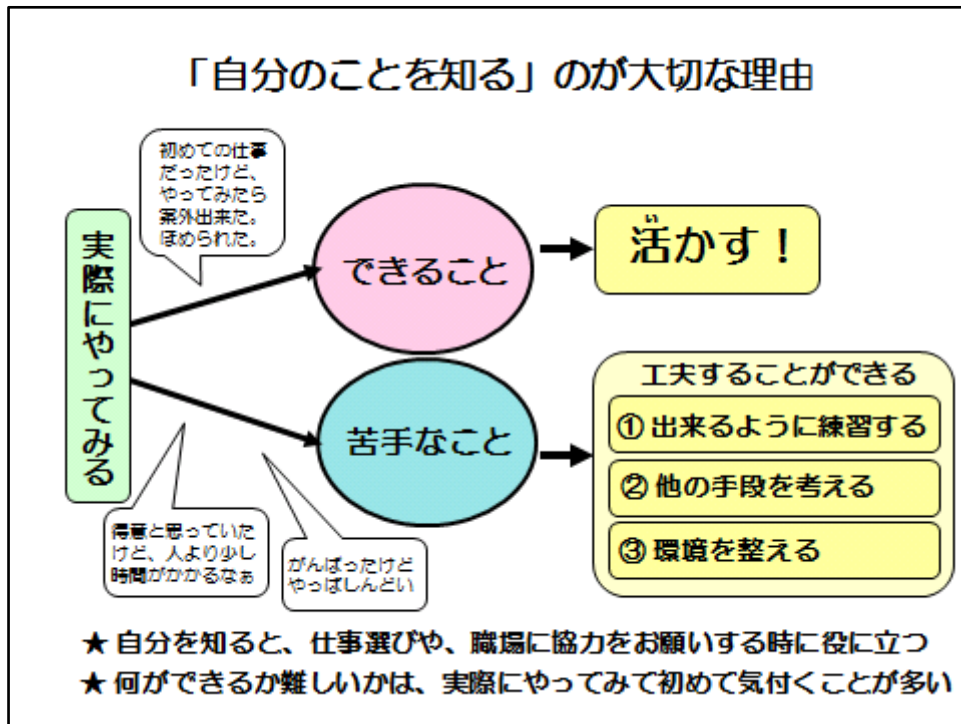 「自分のことを知る」のが大切な理由
初めての仕事
だったけど、
やってみたら
案外出来た。
ほめられた。
実際にやってみる
できること
い
活かす！
苦手なこと
工夫することができる
① 出来るように練習する
② 他の手段を考える
③ 環境を整える
得意と思っていた
けど、人より少し
時間がかかるなぁ
がんばったけど
やっぱしんどい
★ 自分を知ると、仕事選びや、職場に協力をお願いする時に役に立つ
★ 何ができるか難しいかは、実際にやってみて初めて気付くことが多い